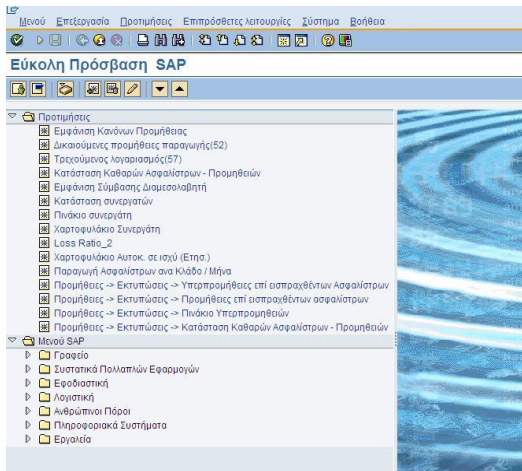 Μενού Επεξεργασία Προτιμήσεις Επιπρόσθετες λειτουργίες Σύστημα Βοήθεια
Εύκολη Πρόσβαση SAP
Προτιμήσεις
Εμφάνιση Κανόνων Προμήθειας
Δικαιούμενες προμήθειες παραγωγής(52)
Τρεχούμενος λογαριασμός(57)
Κατάσταση Καθαρών Ασφαλίστρων - Προμηθειών
Εμφάνιση Σύμβασης Διαμεσολαβητή
Κατάσταση συνεργατών
Πινάκιο συνεργάτη
Χαρτοφυλάκιο Συνεργάτη
Loss Ratio_2
Χαρτοφυλάκιο Αυτοκ. σε ισχύ (Ετησ.)
Παραγωγή Ασφαλίστρων ανα Κλάδο / Μήνα
Προμήθειες -> Εκτυπώσεις -> Υπερπρομήθειες επί εισπραχθέντων Ασφαλίστρων
Προμήθειες -> Εκτυπώσεις -> Προμήθειες επί εισπραχθέντων ασφαλίστρων
Προμήθειες -> Εκτυπώσεις -> Πινάκιο Υπερπρομηθειών
Προμήθειες -> Εκτυπώσεις -> Κατάσταση Καθαρών Ασφαλίστρων - Προμηθειών
Μενού SAP
Γραφείο
Συστατικά Πολλαπλών Εφαρμογών
Εφοδιαστική
Λογιστική
Ανθρώπινοι Πόροι
Πληροφοριακά Συστήματα
Εργαλεία